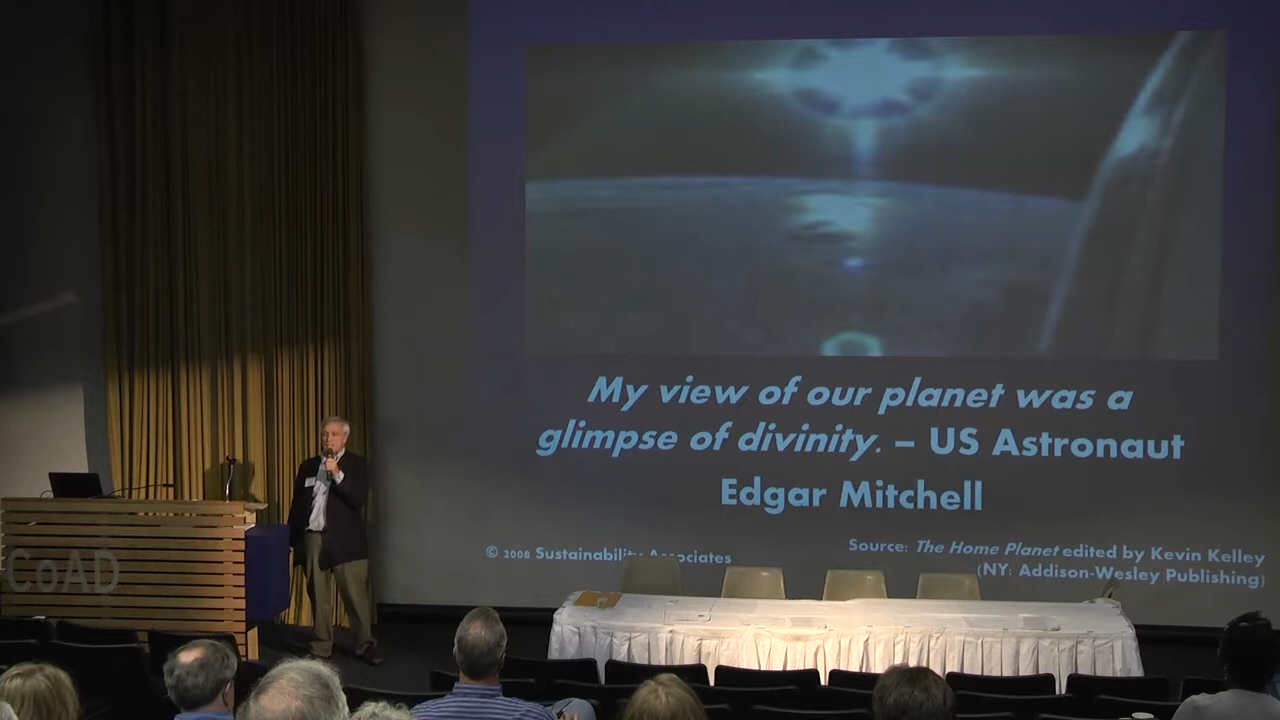 My view of our planet was a
glimpse of divinity. – US Astronaut
Edgar Mitchell
© 2008 Sustainability Associates
Source: The Home Planet edited by Kevin Kelley
(NY: Addison-Wesley Publishing)
CoAD